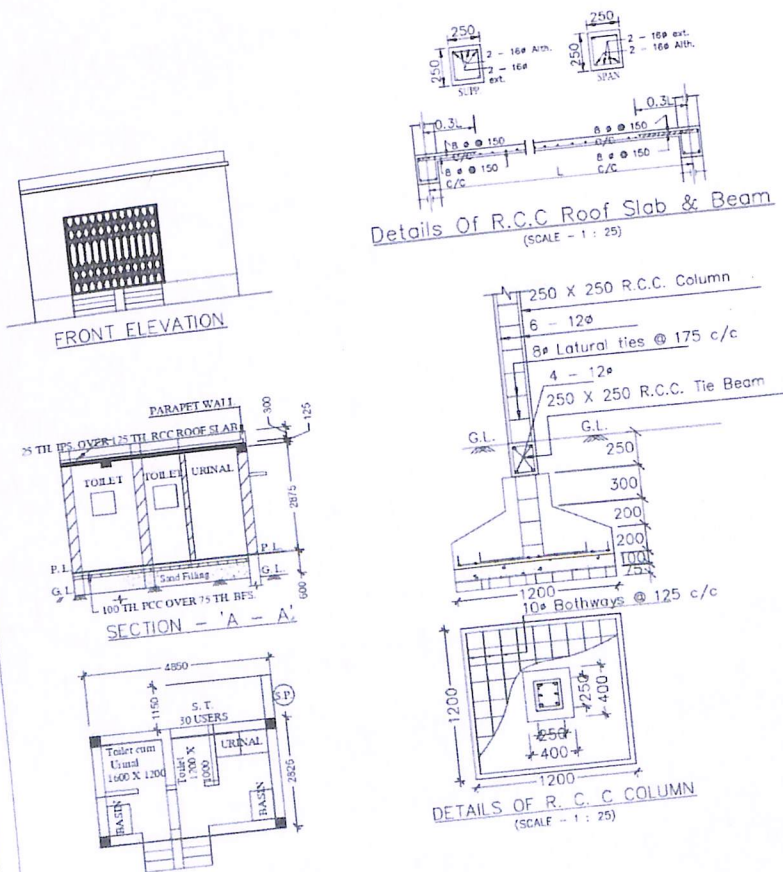 FRONT ELEVATION
PARAPET WALL
300
125
25 TH. IPS. OVER 125 TH. RCC ROOF SLAB
TOILET
TOILET
URINAL
2875
P.L.
P.L.
G.L.
G.L.
Sand Filling
600
100 TH. PCC OVER 75 TH. BFS.
SECTION - 'A - A'
4850
1150
S. T.
30 USERS
S.P.
Toilet cum
Urinal
1600 X 1200
Toilet
1200 X
1000
URINAL
2825
BASIN
BASIN
250
250
2 - 16ø Alth.
2 - 16ø
ext.
SUPP.
250
250
2 - 16ø ext.
2 - 16ø Alth.
SPAN
0.3L
0.3L
8 ø @ 150
C/C
8 ø @ 150
C/C
8 ø @ 150
C/C
8 ø @ 150
C/C
L
Details Of R.C.C Roof Slab & Beam
(SCALE - 1 : 25)
250 X 250 R.C.C. Column
6 - 12ø
8ø Latural ties @ 175 c/c
4 - 12ø
250 X 250 R.C.C. Tie Beam
G.L.
G.L.
250
300
200
200
100
75
1200
10ø Bothways @ 125 c/c
1200
250
400
250
400
1200
DETAILS OF R. C. C COLUMN
(SCALE - 1 : 25)